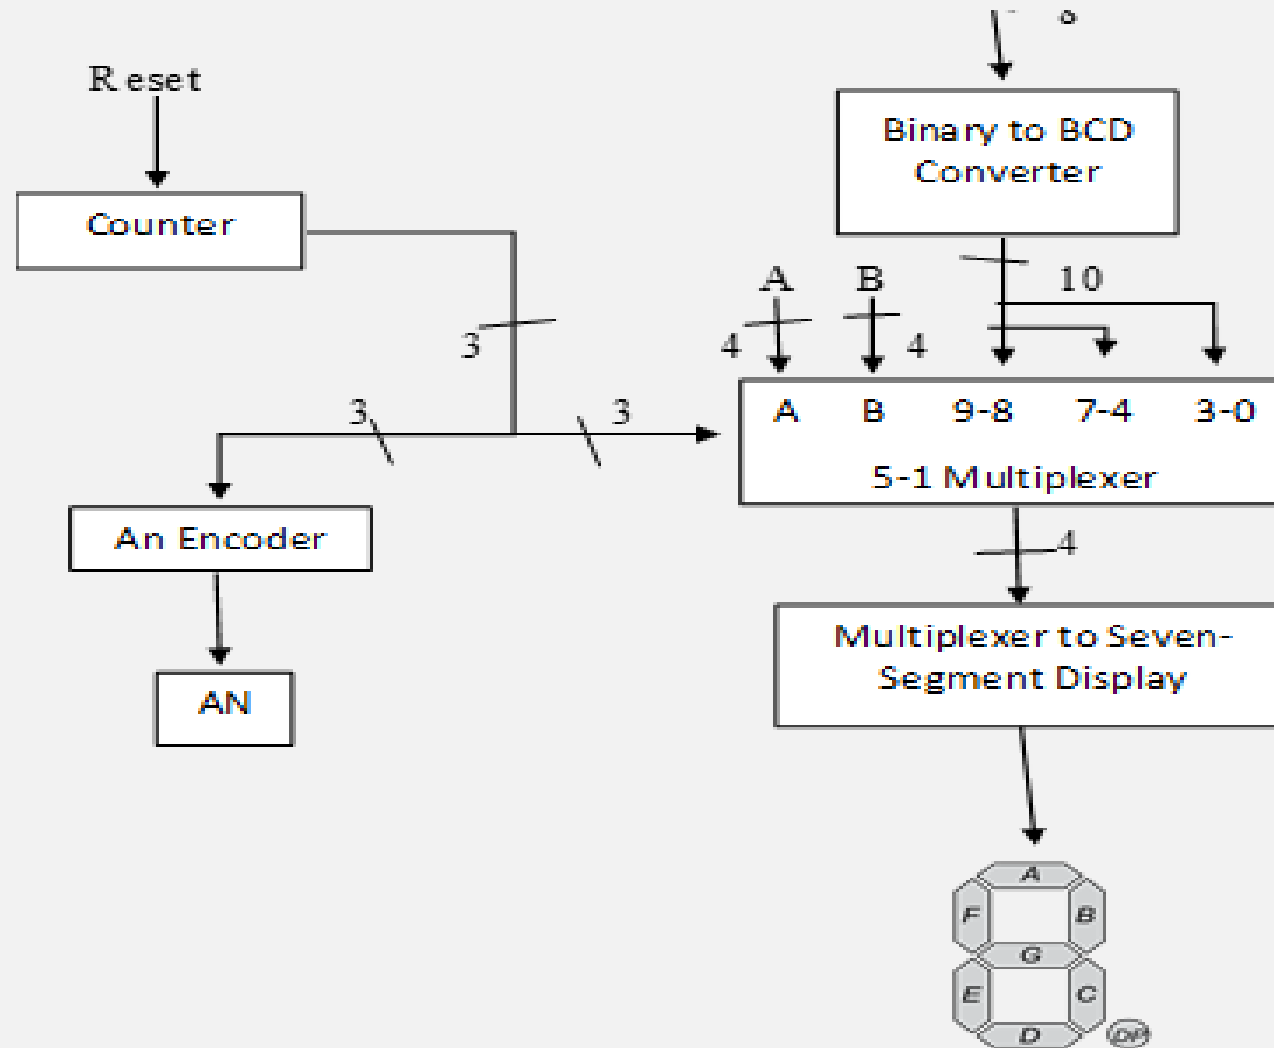 8
Reset
Binary to BCD
Converter
Counter
10
A
B
3
4
4
3
3
A B 9-8 7-4 3-0
5-1 Multiplexer
An Encoder
4
Multiplexer to Seven-
Segment Display
AN
A
F
B
G
E
C
D
DP